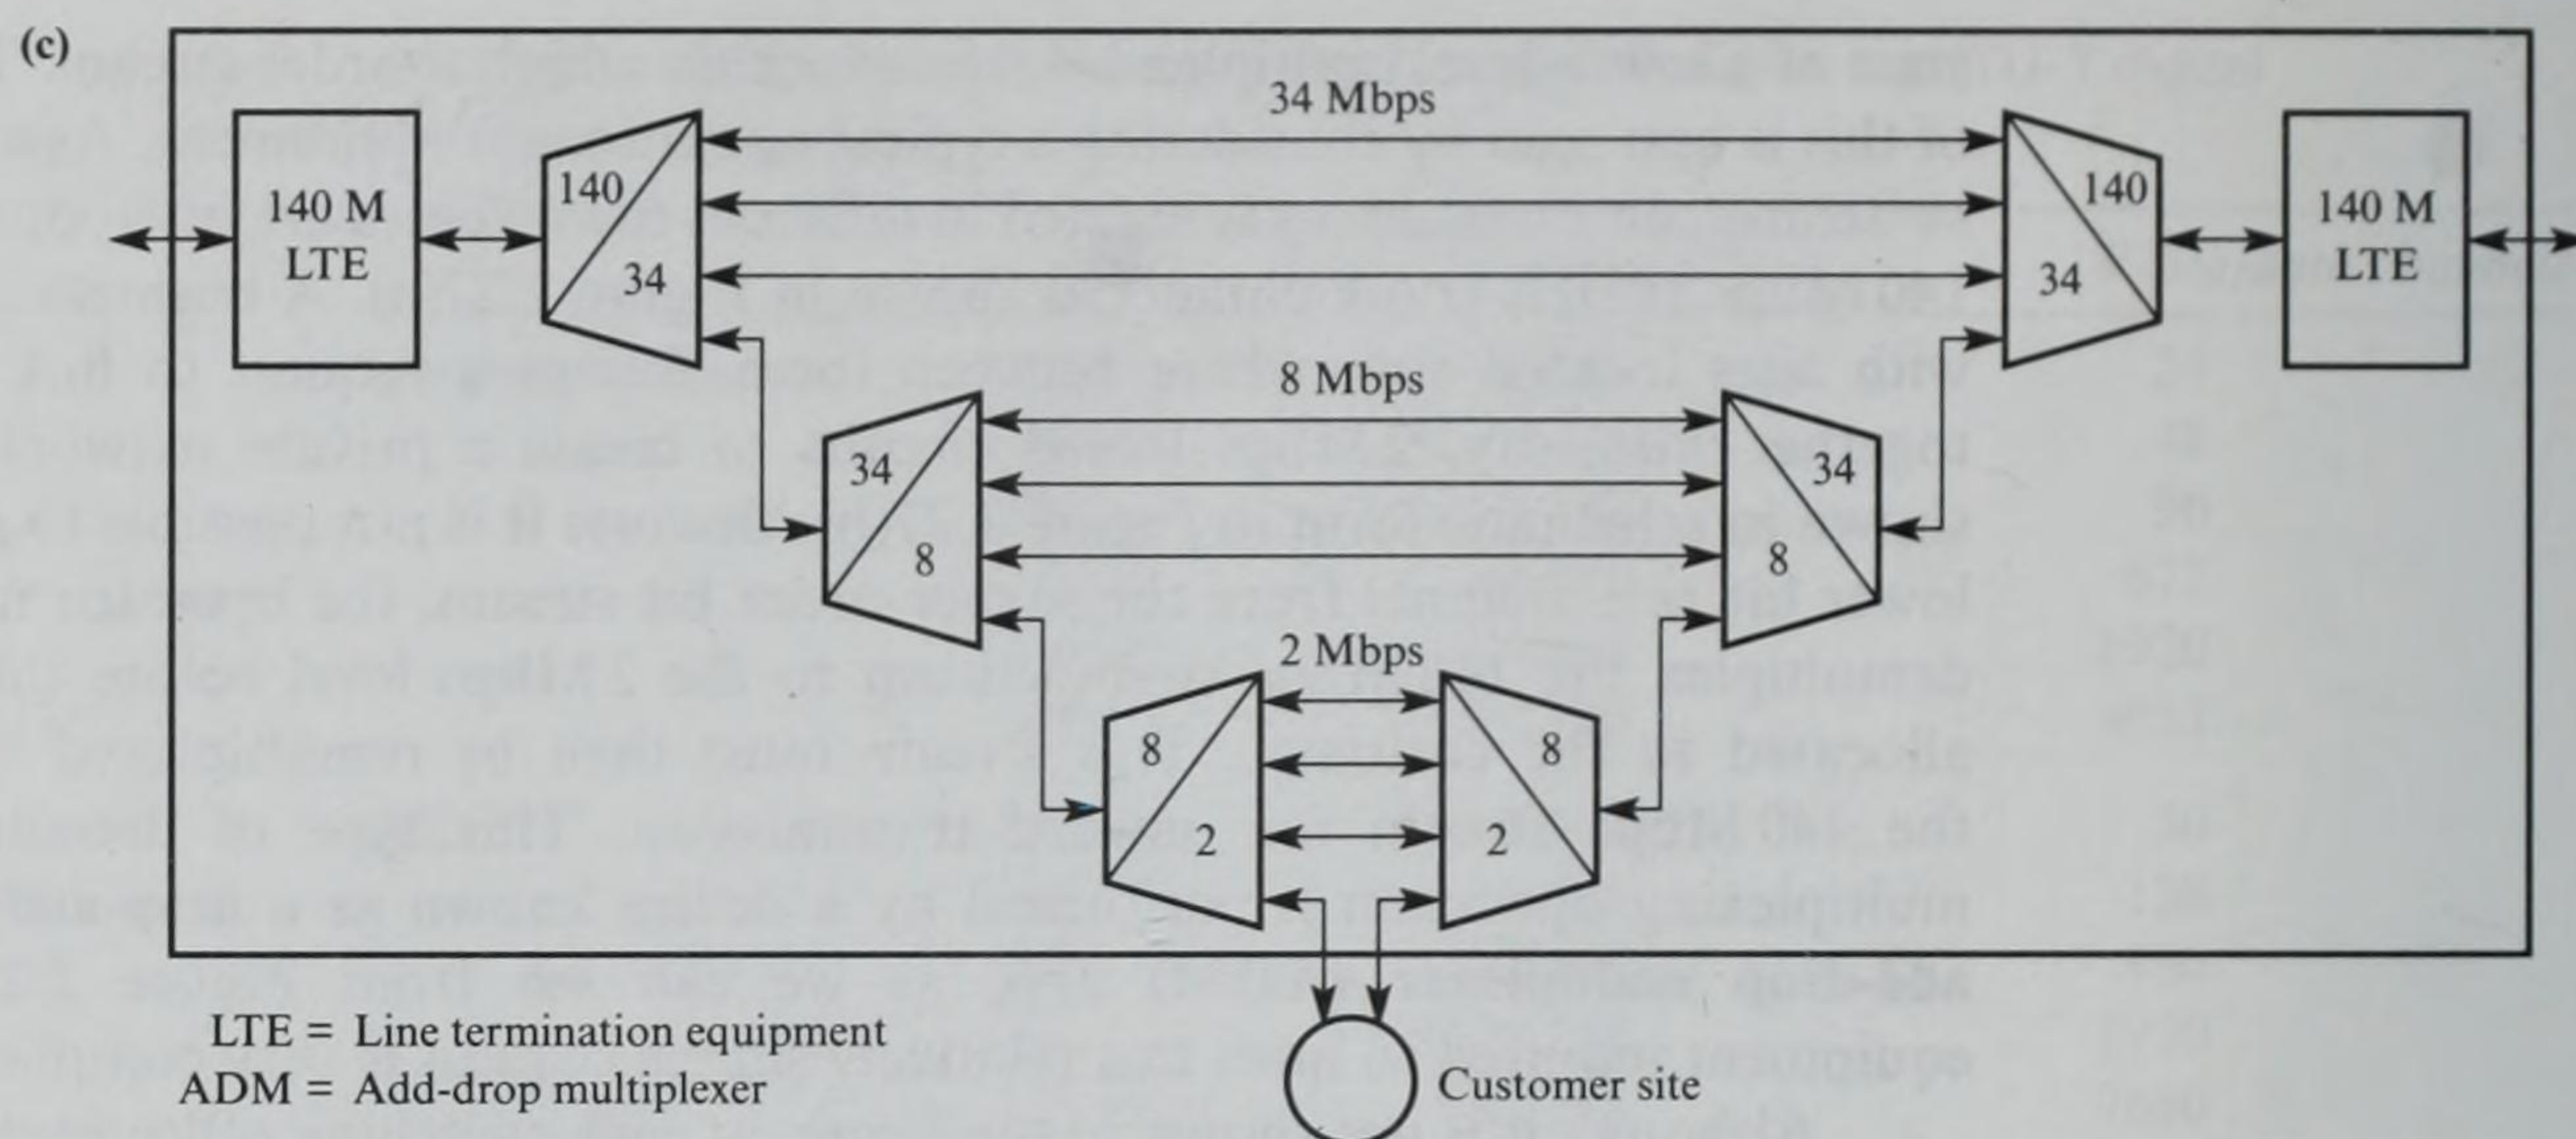 (c)
34 Mbps
140 M
LTE
140
34
140
34
140 M
LTE
8 Mbps
34
8
34
8
2 Mbps
8
2
8
2
LTE = Line termination equipment
ADM = Add-drop multiplexer
Customer site